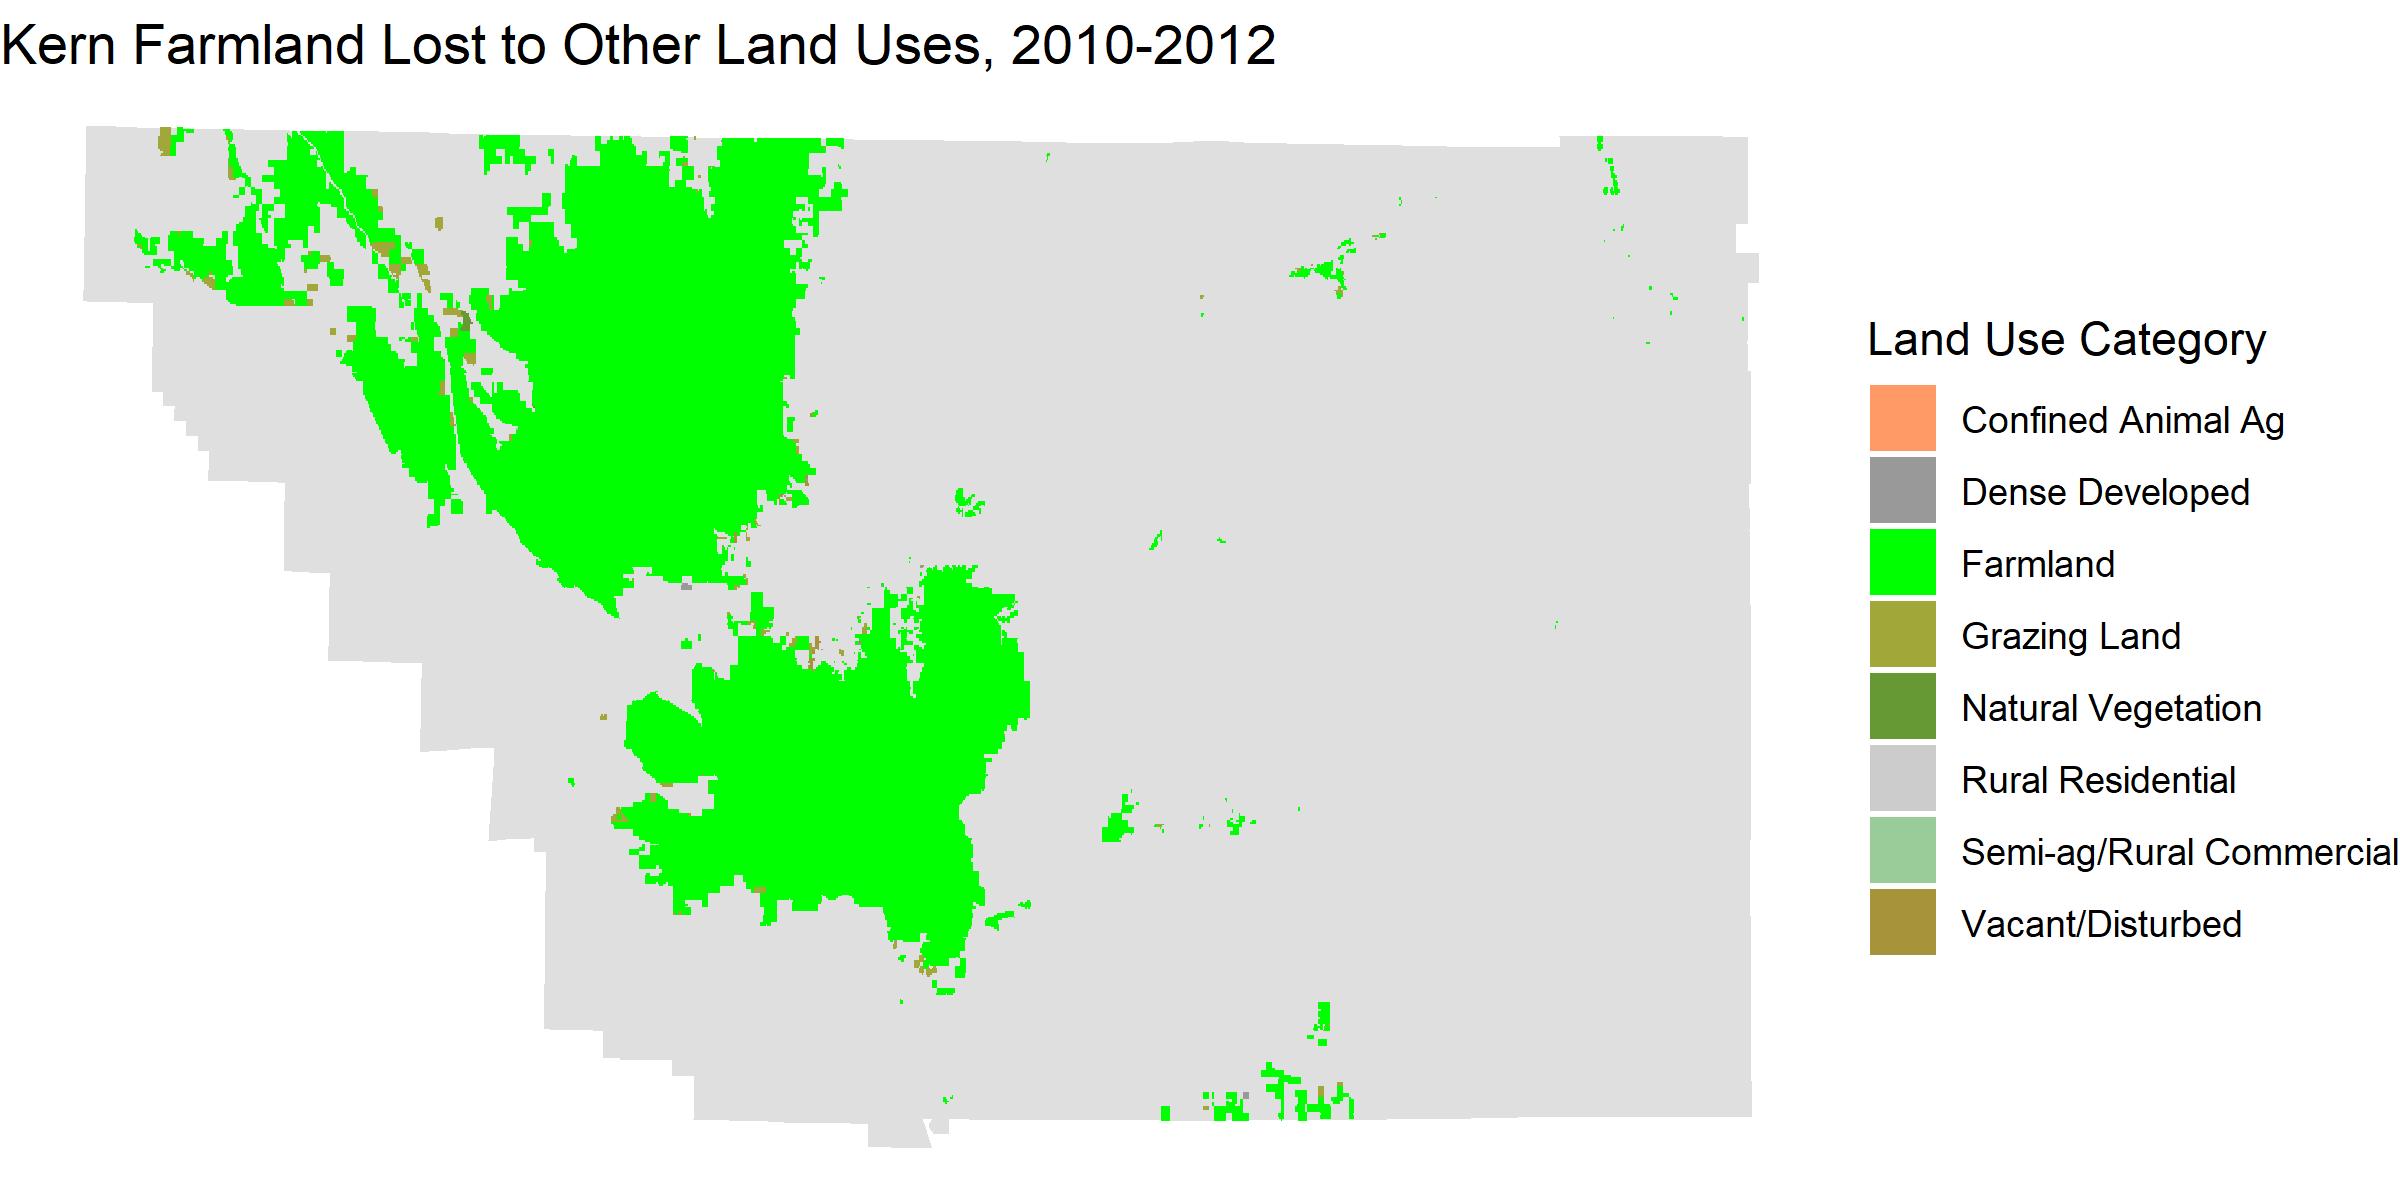 Kern Farmland Lost to Other Land Uses, 2010-2012
Land Use Category
Confined Animal Ag
Dense Developed
Farmland
Grazing Land
Natural Vegetation
Rural Residential
Semi-ag/Rural Commercial
Vacant/Disturbed